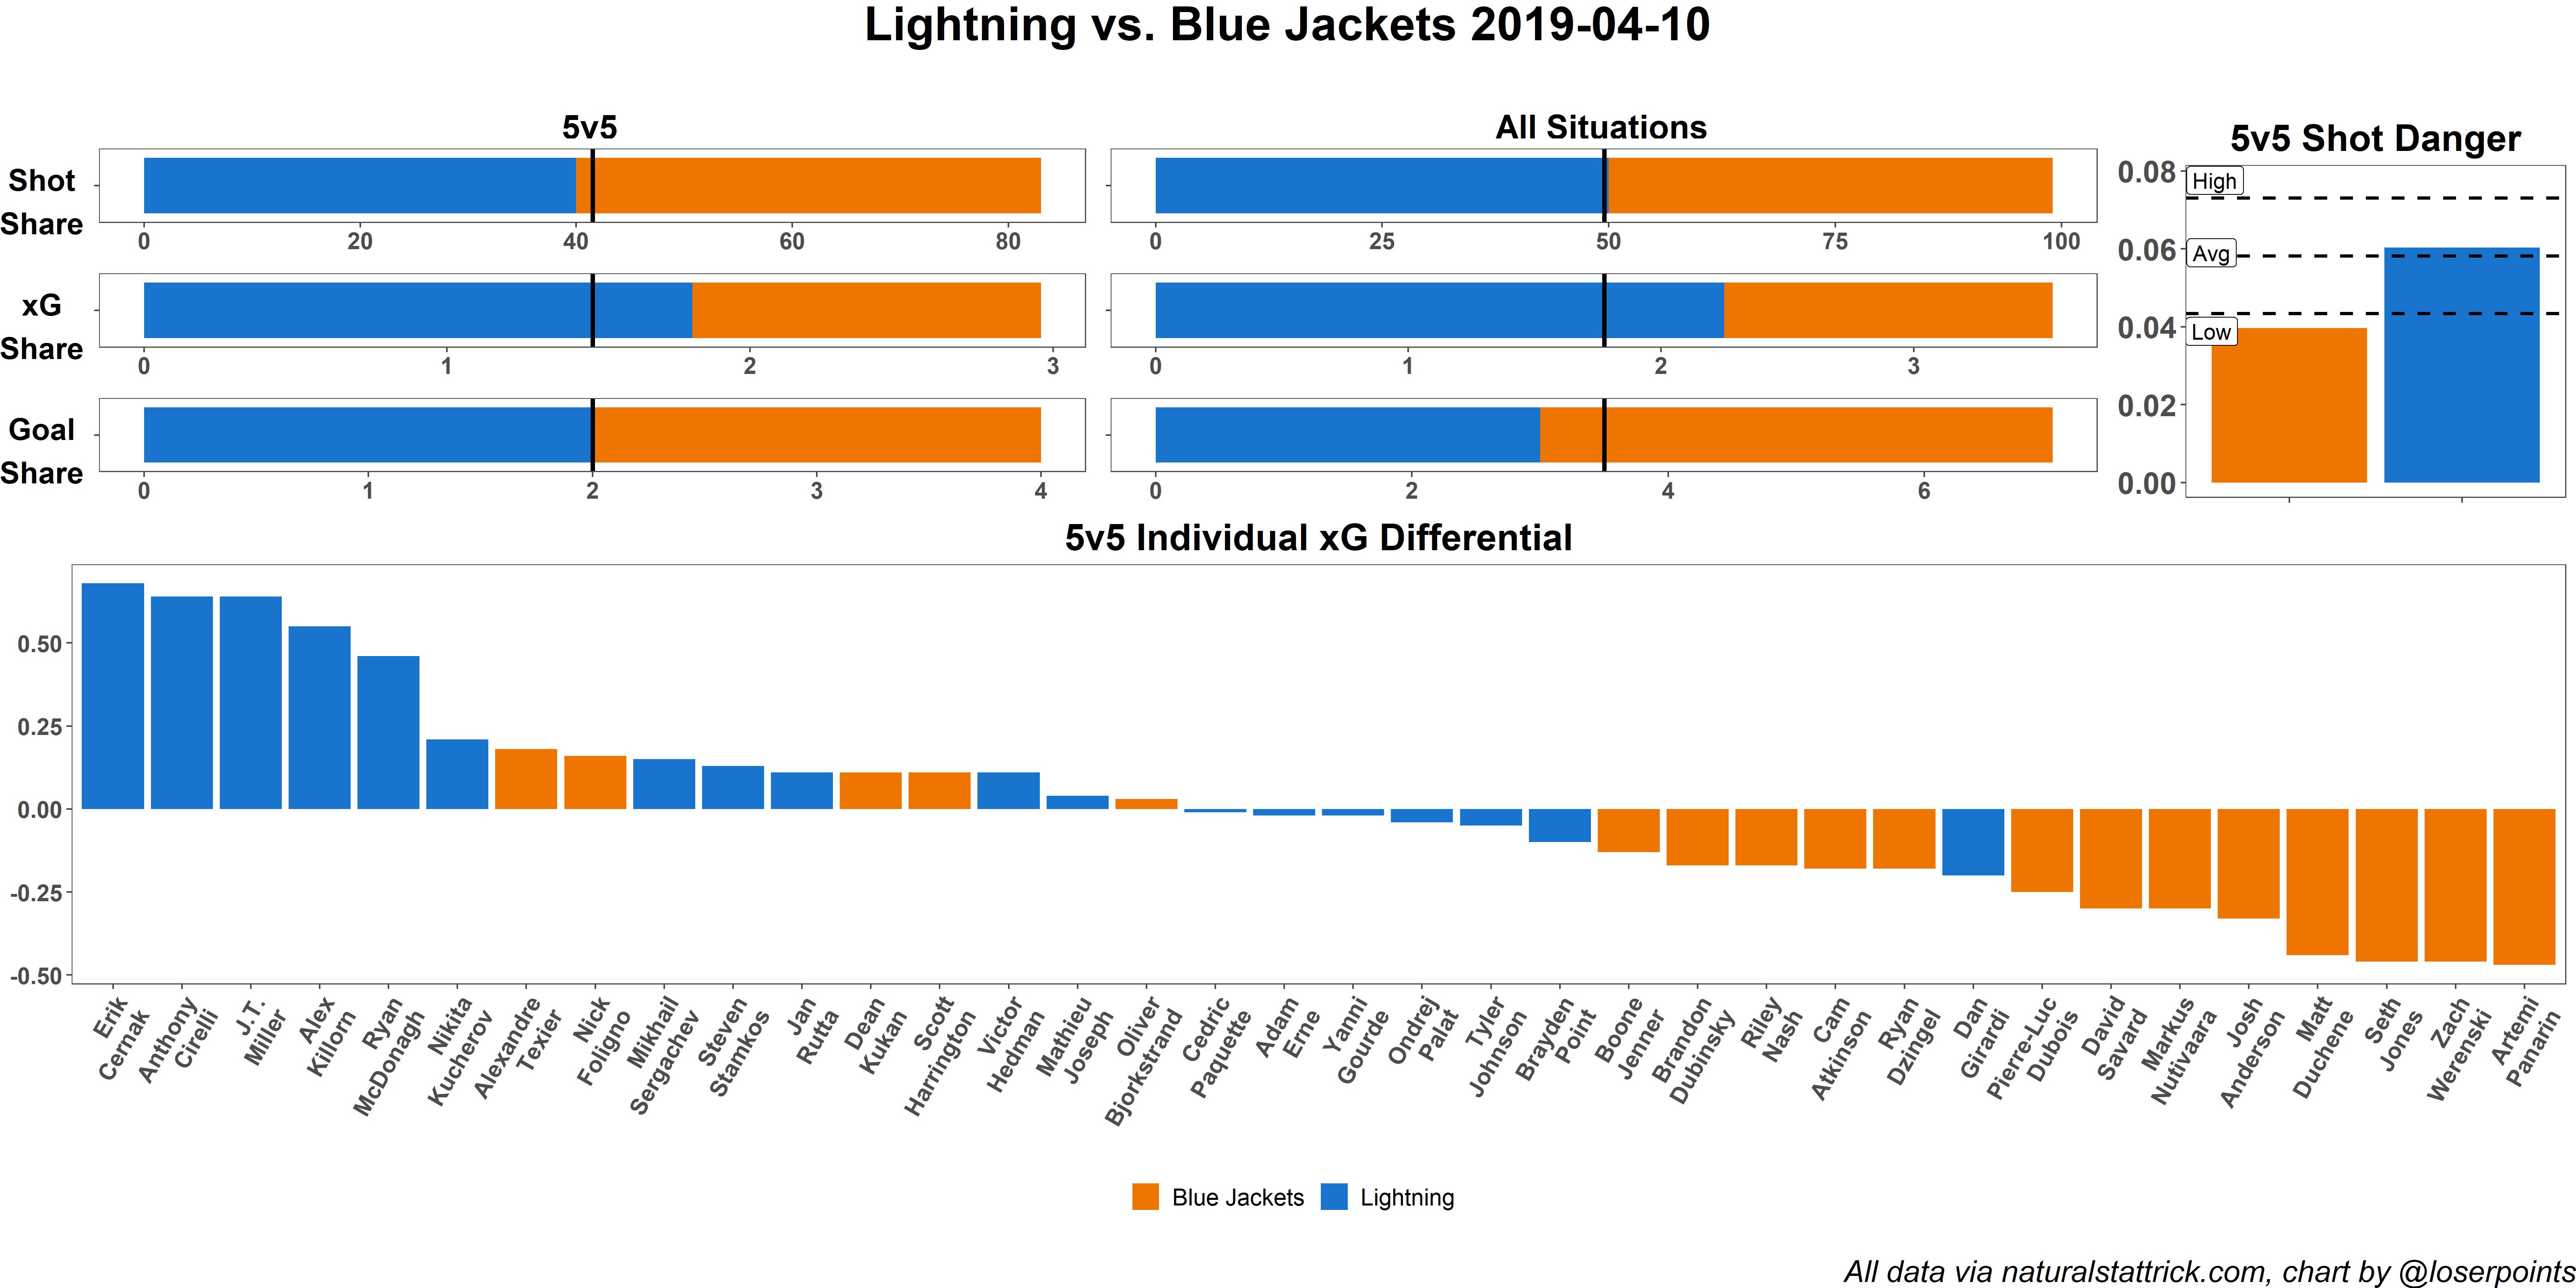 Lightning vs. Blue Jackets 2019-04-10
5v5
Shot
Share
0 20 40 60 80
xG
Share
0 1 2 3
Goal
Share
0 1 2 3 4
All Situations
0 25 50 75 100
0 1 2 3
0 2 4 6
5v5 Shot Danger
0.08
0.06
0.04
0.02
0.00
High
Avg
Low
5v5 Individual xG Differential
0.50
0.25
0.00
-0.25
-0.50
Erik
Cernak
Anthony
Cirelli
J.T.
Miller
Alex
Killorn
Ryan
McDonagh
Nikita
Kucherov
Alexandre
Texier
Nick
Foligno
Mikhail
Sergachev
Steven
Stamkos
Jan
Rutta
Dean
Kukan
Scott
Harrington
Victor
Hedman
Mathieu
Joseph
Oliver
Bjorkstrand
Cedric
Paquette
Adam
Erne
Yanni
Gourde
Ondrej
Palat
Tyler
Johnson
Brayden
Point
Boone
Jenner
Brandon
Dubinsky
Riley
Nash
Cam
Atkinson
Ryan
Dzingel
Dan
Girardi
Pierre-Luc
Dubois
David
Savard
Markus
Nutivaara
Josh
Anderson
Matt
Duchene
Seth
Jones
Zach
Werenski
Artemi
Panarin
Blue Jackets Lightning
All data via naturalstattrick.com, chart by @loserpoints